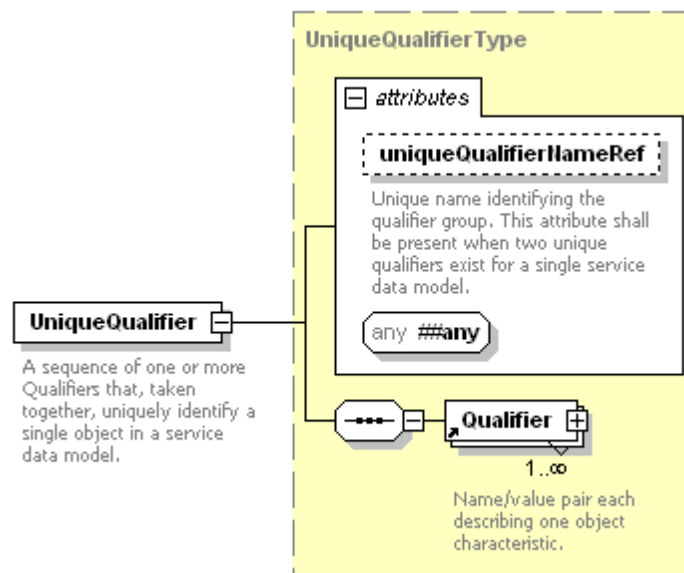 UniqueQualifierType
attributes
uniqueQualifierNameRef
Unique name identifying the
qualifier group. This attribute shall
be present when two unique
qualifiers exist for a single service
data model.
any ##any
UniqueQualifier
A sequence of one or more
Qualifiers that, taken
together, uniquely identify a
single object in a service
data model.
Qualifier
1..∞
Name/value pair each
describing one object
characteristic.